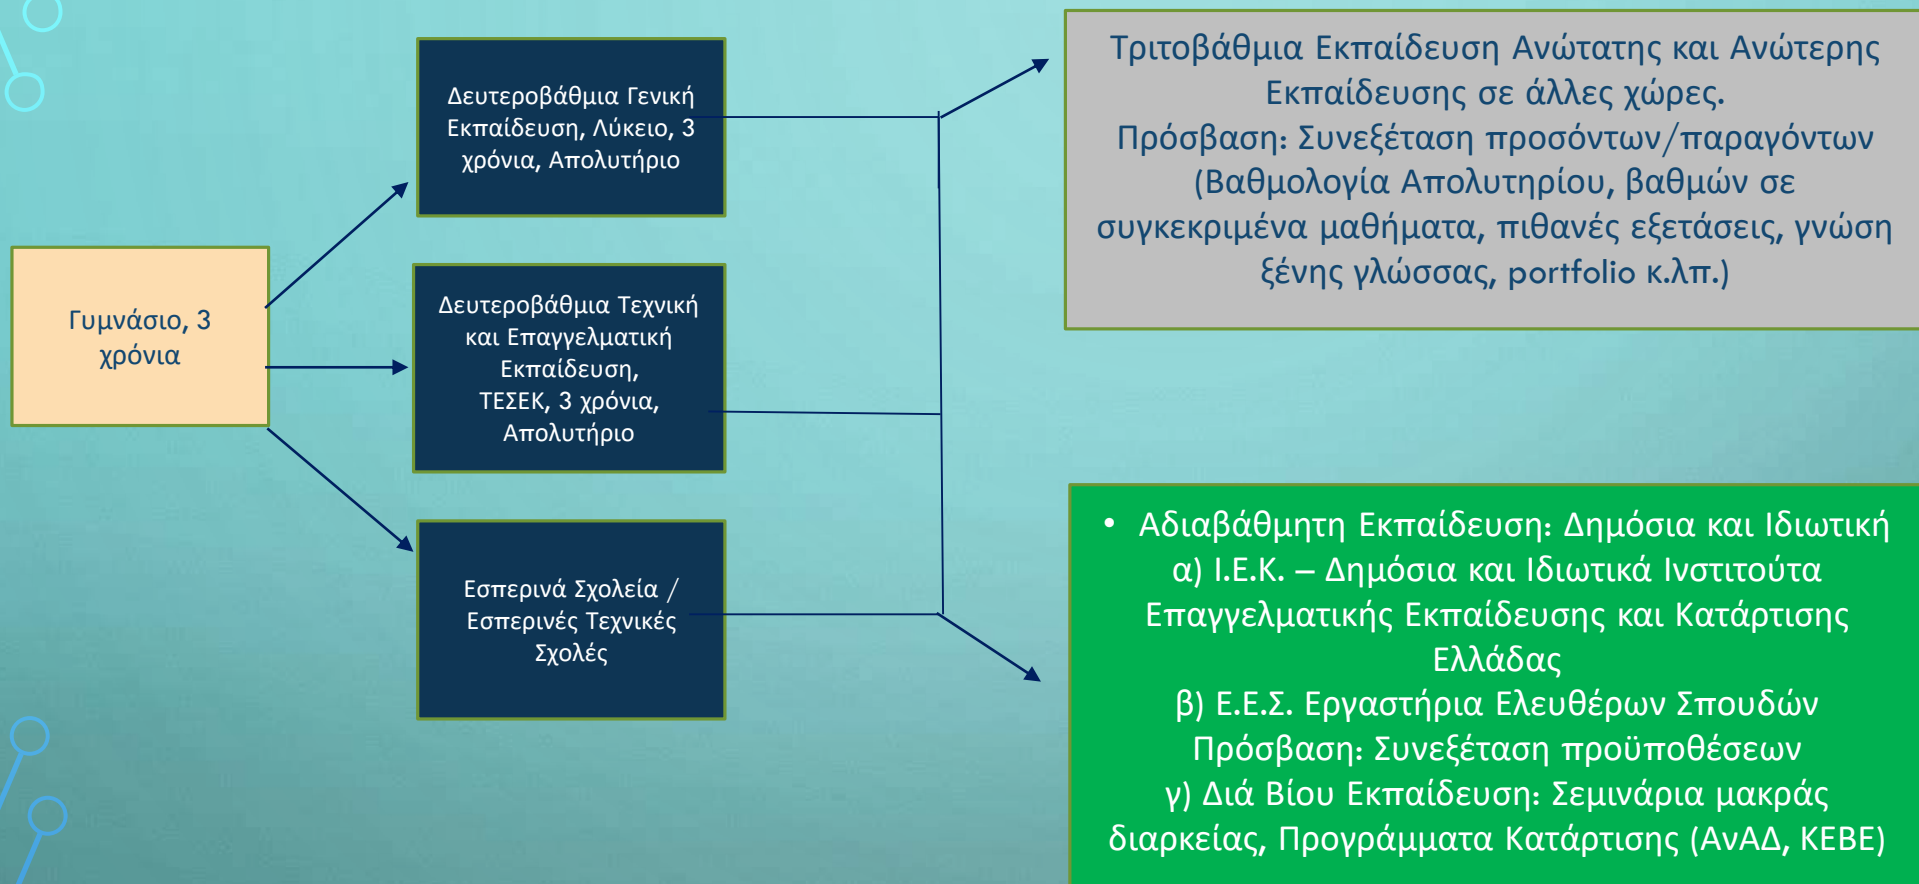 Γυμνάσιο, 3
χρόνια
Δευτεροβάθμια Γενική
Εκπαίδευση, Λύκειο, 3
χρόνια, Απολυτήριο
Δευτεροβάθμια Τεχνική
και Επαγγελματική
Εκπαίδευση,
ΤΕΣΕΚ, 3 χρόνια,
Απολυτήριο
Εσπερινά Σχολεία /
Εσπερινές Τεχνικές
Σχολές
Τριτοβάθμια Εκπαίδευση Ανώτατης και Ανώτερης
Εκπαίδευσης σε άλλες χώρες.
Πρόσβαση: Συνεξέταση προσόντων/παραγόντων
(Βαθμολογία Απολυτηρίου, βαθμών σε
συγκεκριμένα μαθήματα, πιθανές εξετάσεις, γνώση
ξένης γλώσσας, portfolio κ.λπ.)
• Αδιαβάθμητη Εκπαίδευση: Δημόσια και Ιδιωτική
α) Ι.Ε.Κ. – Δημόσια και Ιδιωτικά Ινστιτούτα
Επαγγελματικής Εκπαίδευσης και Κατάρτισης
Ελλάδας
β) Ε.Ε.Σ. Εργαστήρια Ελευθέρων Σπουδών
Πρόσβαση: Συνεξέταση προϋποθέσεων
γ) Διά Βίου Εκπαίδευση: Σεμινάρια μακράς
διαρκείας, Προγράμματα Κατάρτισης (ΑνΑΔ, ΚΕΒΕ)